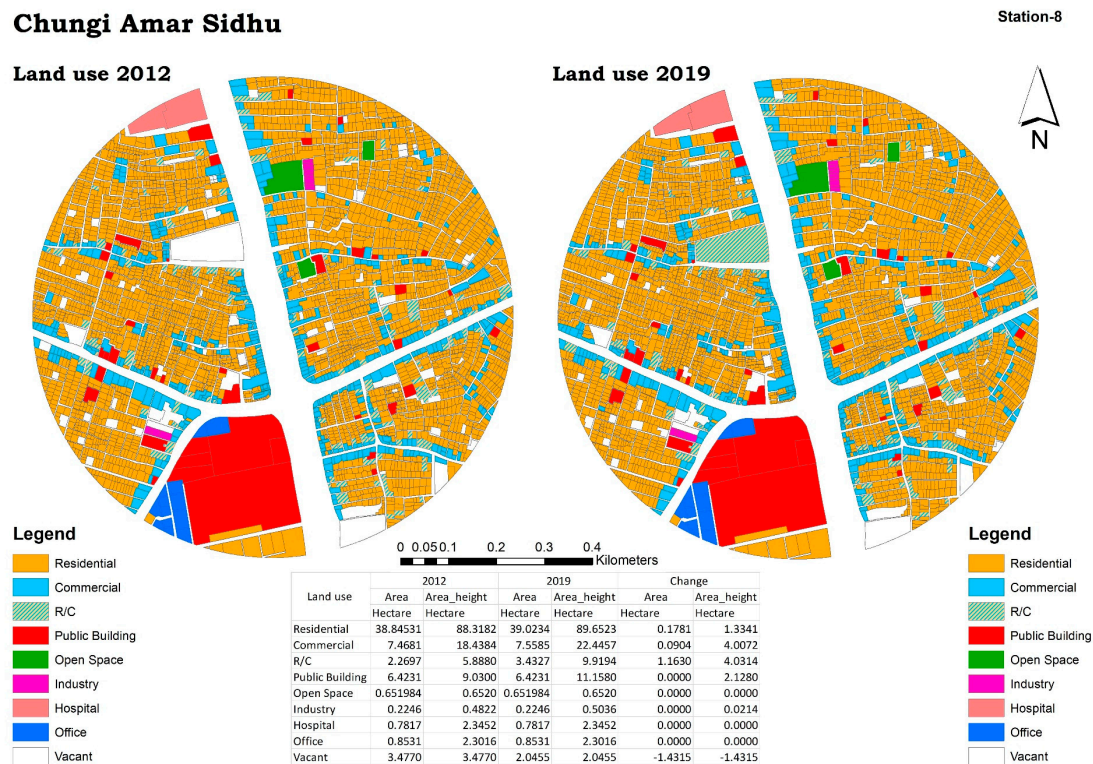 Chungi Amar Sidhu
Station-8
Land use 2012
Land use 2019
N
Legend
Residential
Commercial
R/C
Public Building
Open Space
Industry
Hospital
Office
Vacant
0 0.05 0.1 0.2 0.3 0.4
Kilometers
Land use 2012 2019 Change
Area Area_height Area Area_height Area Area_height
Hectare Hectare Hectare Hectare Hectare Hectare
Residential 38.84531 88.3182 39.0234 89.6523 0.1781 1.3341
Commercial 7.4681 18.4384 7.5585 22.4457 0.0904 4.0072
R/C 2.2697 5.8880 3.4327 9.9194 1.1630 4.0314
Public Building 6.4231 9.0300 6.4231 11.1580 0.0000 2.1280
Open Space 0.651984 0.6520 0.651984 0.6520 0.0000 0.0000
Industry 0.2246 0.4822 0.2246 0.5036 0.0000 0.0214
Hospital 0.7817 2.3452 0.7817 2.3452 0.0000 0.0000
Office 0.8531 2.3016 0.8531 2.3016 0.0000 0.0000
Vacant 3.4770 3.4770 2.0455 2.0455 -1.4315 -1.4315
Legend
Residential
Commercial
R/C
Public Building
Open Space
Industry
Hospital
Office
Vacant